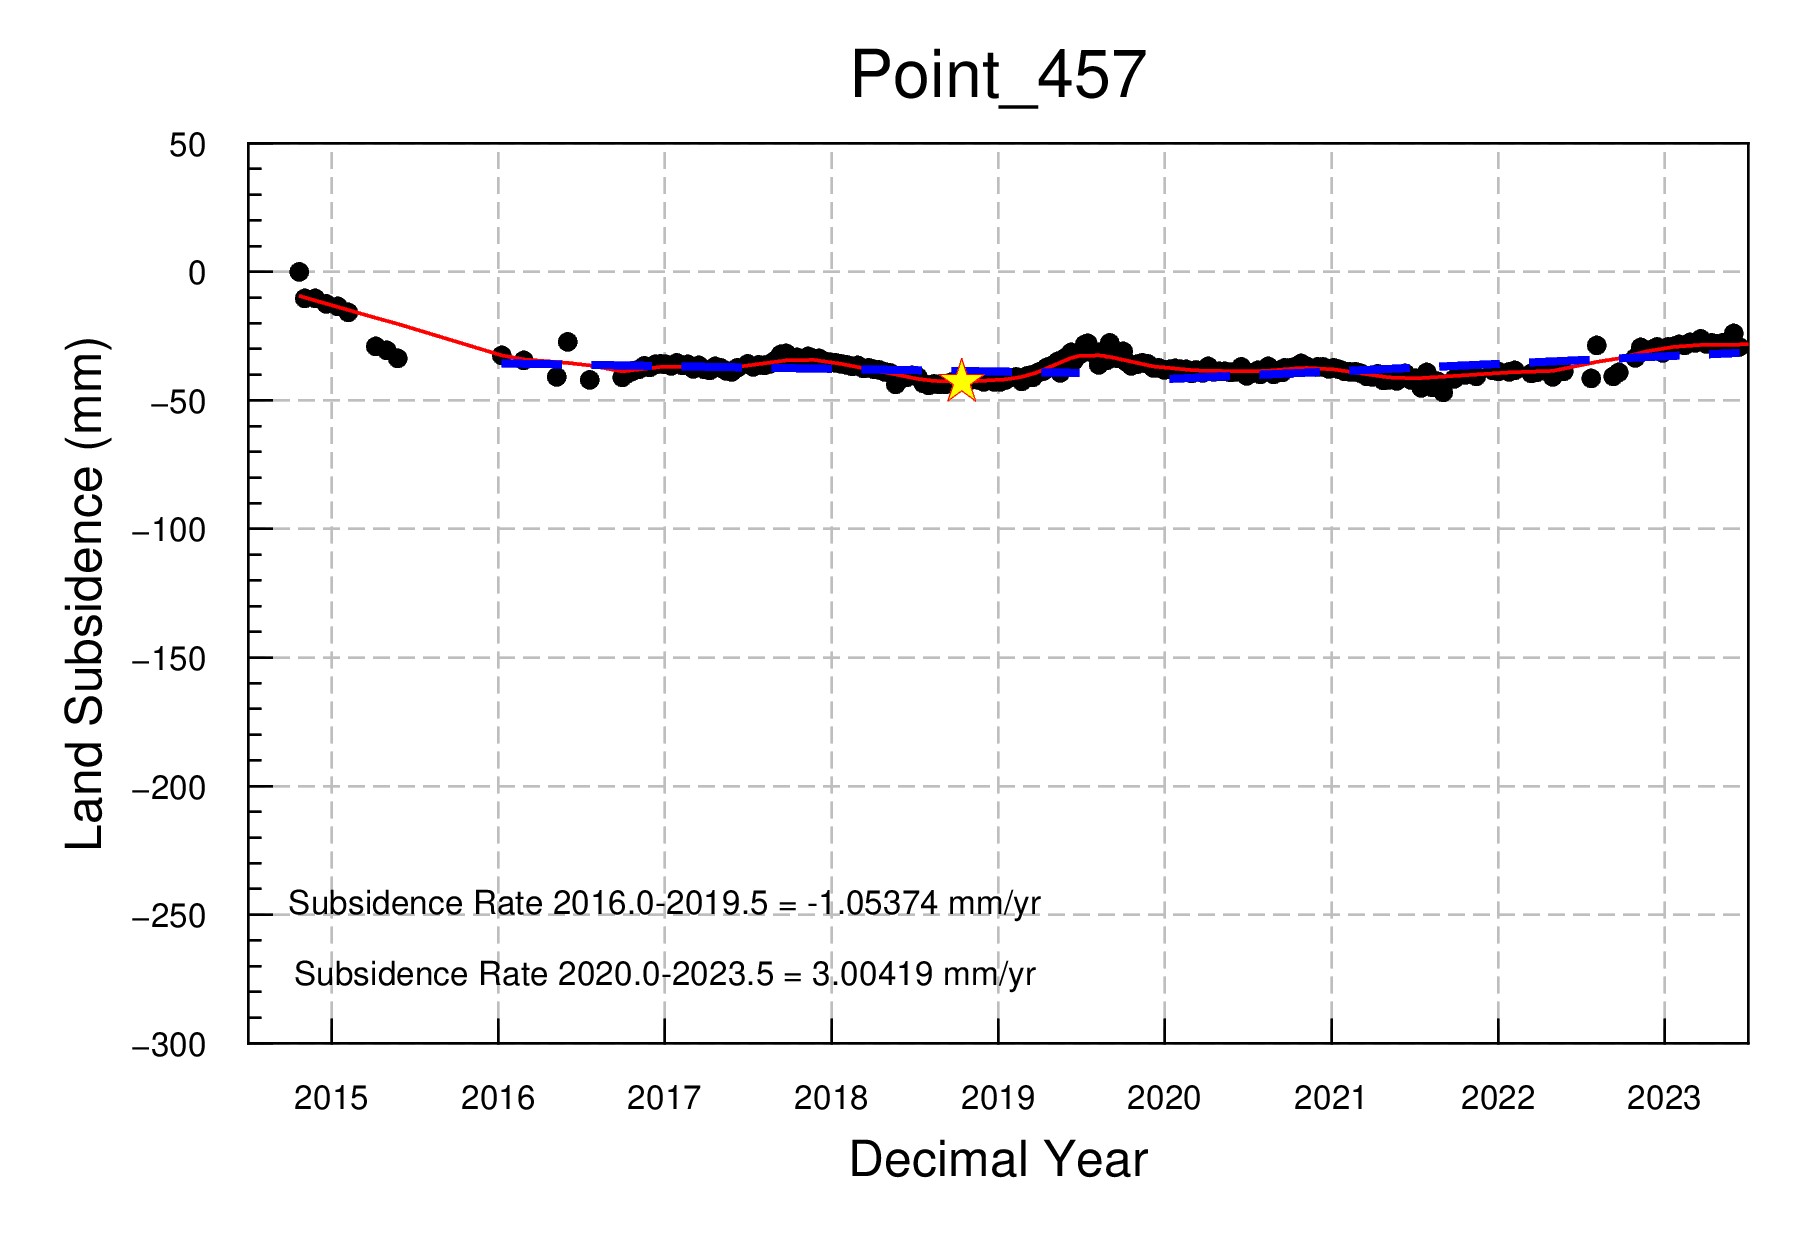 Point_457
50
0
−50
−100
−150
−200
−250
−300
Land Subsidence (mm)
Subsidence Rate 2016.0-2019.5 = -1.05374 mm/yr
Subsidence Rate 2020.0-2023.5 = 3.00419 mm/yr
2015 2016 2017 2018 2019 2020 2021 2022 2023
Decimal Year